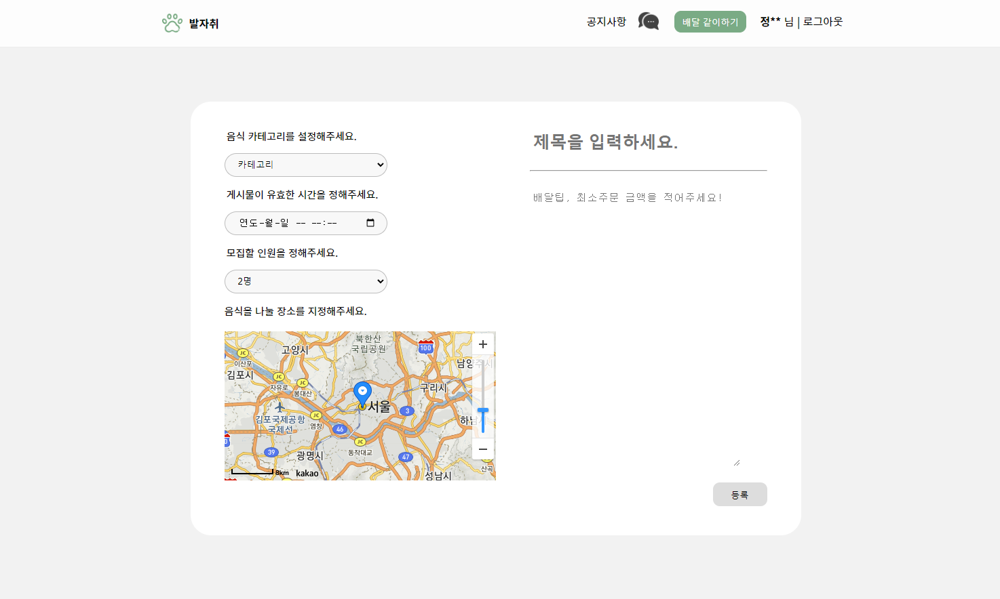 발자취
공지사항
배달 같이하기
정** 님 | 로그아웃
음식 카테고리를 설정해주세요.
카테고리
게시물이 유효한 시간을 정해주세요.
연도-월-일 -- --:--
모집할 인원을 정해주세요.
2명
음식을 나눌 장소를 지정해주세요.
북한산
국립공원
고양시
100
JC
이산포
김포시
남양주시
JC
자유로
JC
봉대산
구리시
서울
3
김포국제공항
국제선
JC
염창
46
하남시
JC
동작대교
39
광명시
47
산곡
성남시
8km
kakao
제목을 입력하세요.
배달팁, 최소주문 금액을 적어주세요!
등록